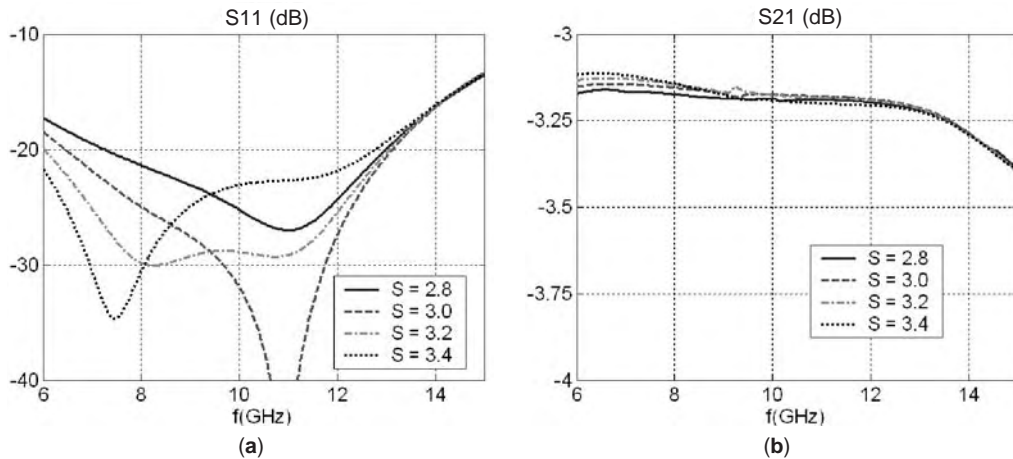 S11 (dB)
-10
-20
-30
-40
6
8
10
12
14
f(GHz)
S = 2.8
S = 3.0
S = 3.2
S = 3.4
(a)
S21 (dB)
-3
-3.25
-3.5
-3.75
-4
6
8
10
12
14
f(GHz)
S = 2.8
S = 3.0
S = 3.2
S = 3.4
(b)